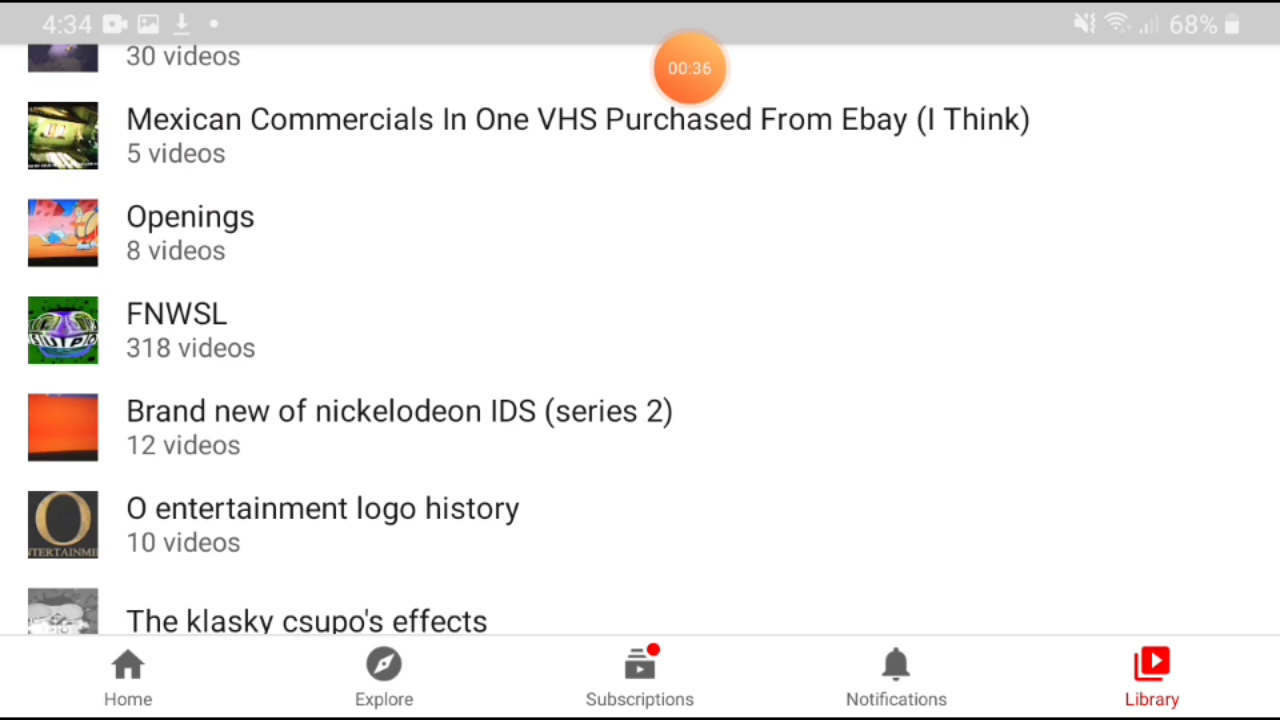 4:34
68%
00:36
30 videos
Mexican Commercials In One VHS Purchased From Ebay (I Think)
5 videos
Openings
8 videos
FNWSL
318 videos
Brand new of nickelodeon IDS (series 2)
12 videos
O entertainment logo history
10 videos
O
NTERTAINME
The klasky csupo's effects
Home
Explore
Subscriptions
Notifications
Library